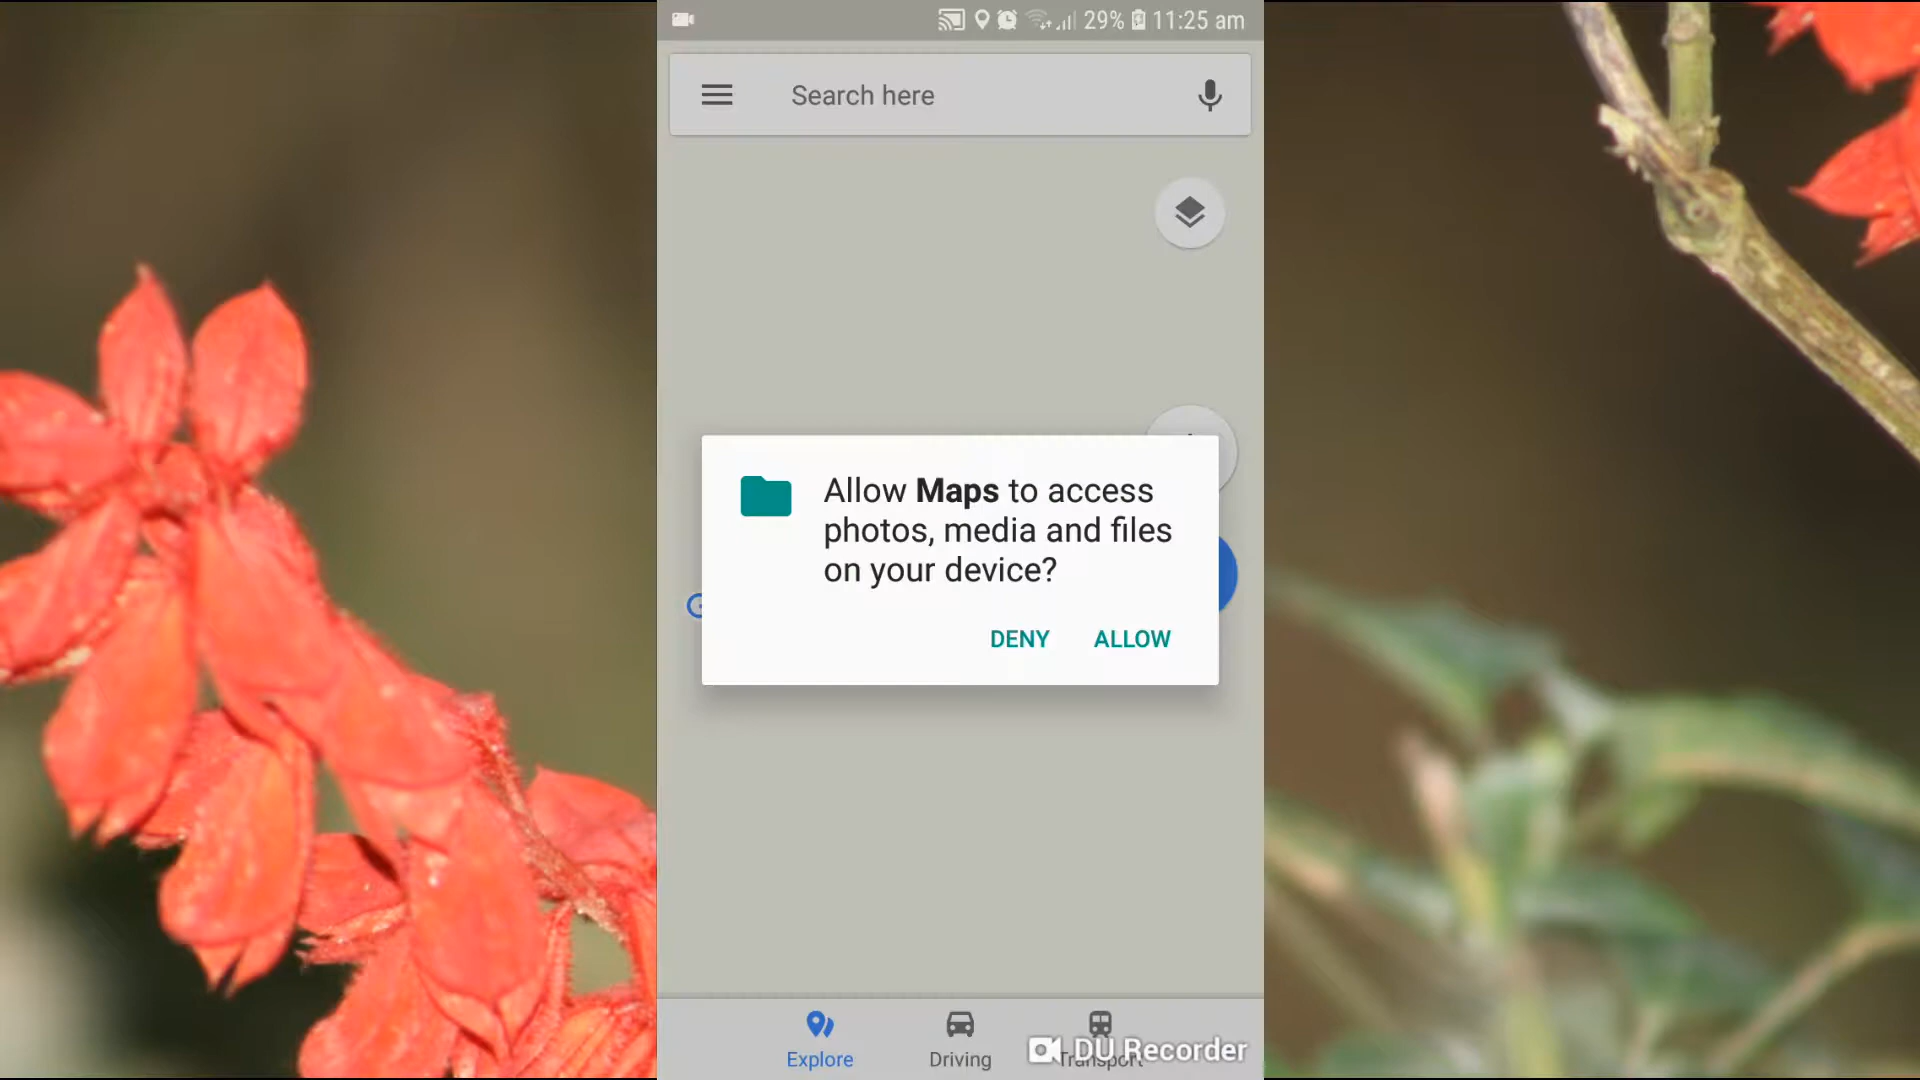 29% 11:25 am
Search here
Allow Maps to access
photos, media and files
on your device?
DENY ALLOW
Explore Driving Transport
DU Recorder